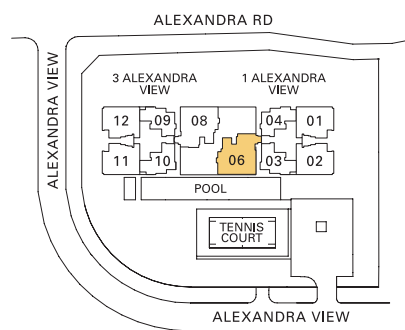 ALEXANDRA RD
ALEXANDRA VIEW
3 ALEXANDRA
VIEW
1 ALEXANDRA
VIEW
12
09
08
04
01
11
10
06
03
02
POOL
TENNIS
COURT
ALEXANDRA VIEW